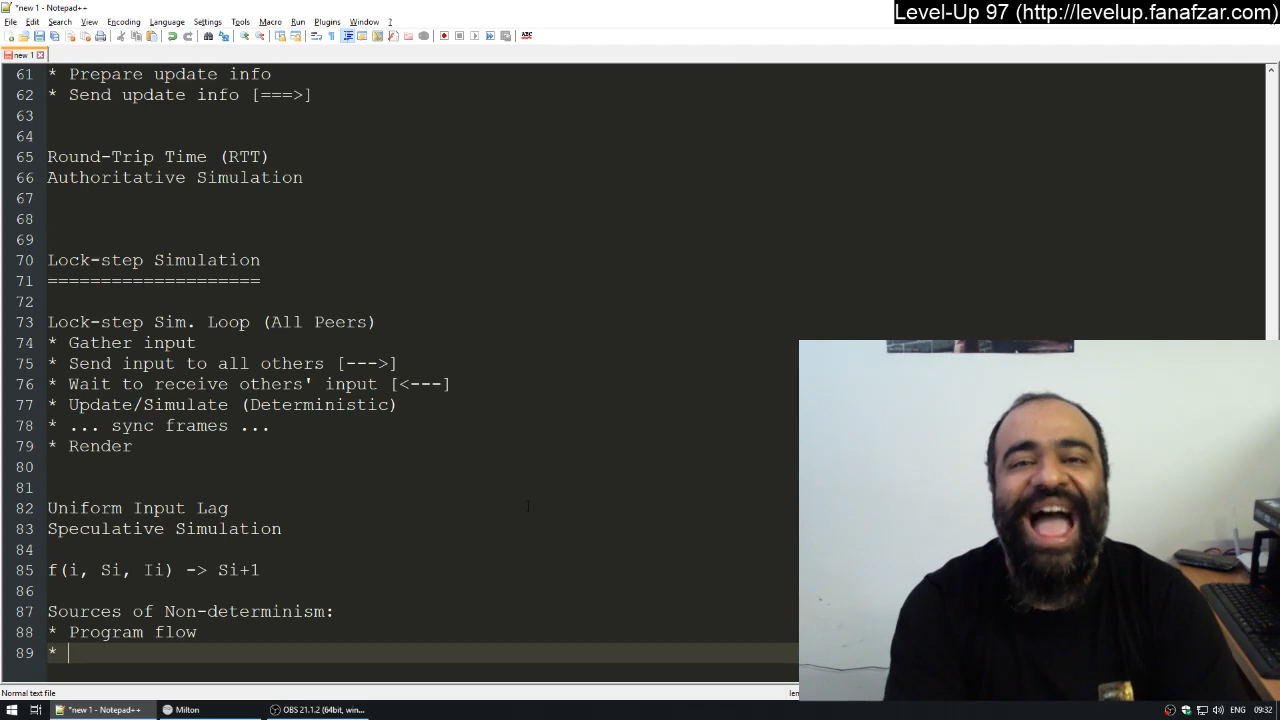 *new 1 - Notepad++
Level-Up 97 (http://levelup.fanafzar.com)
File Edit Search View Encoding Language Settings Tools Macro Run Plugins Window ?
new 1
61 * Prepare update info
62 * Send update info [===>]
63
64
65 Round-Trip Time (RTT)
66 Authoritative Simulation
67
68
69
70 Lock-step Simulation
71 ====================
72
73 Lock-step Sim. Loop (All Peers)
74 * Gather input
75 * Send input to all others [--->]
76 * Wait to receive others' input [<---]
77 * Update/Simulate (Deterministic)
78 * ... sync frames ...
79 * Render
80
81
82 Uniform Input Lag
83 Speculative Simulation
84
85 f(i, Si, Ii) -> Si+1
86
87 Sources of Non-determinism:
88 * Program flow
89 *
Normal text file
len
*new 1 - Notepad++ Milton OBS 21.1.2 (64bit, win... ENG 09:32